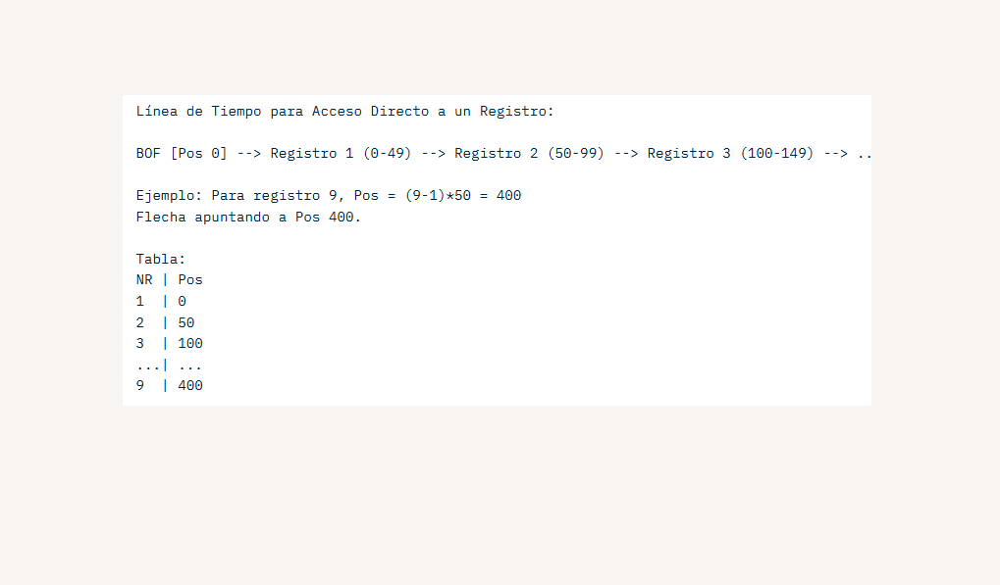 Línea de Tiempo para Acceso Directo a un Registro:
BOF [Pos 0] --> Registro 1 (0-49) --> Registro 2 (50-99) --> Registro 3 (100-149) --> ..
Ejemplo: Para registro 9, Pos = (9-1)*50 = 400
Flecha apuntando a Pos 400.
Tabla:
NR | Pos
1  | 0
2  | 50
3  | 100
...| ...
9  | 400